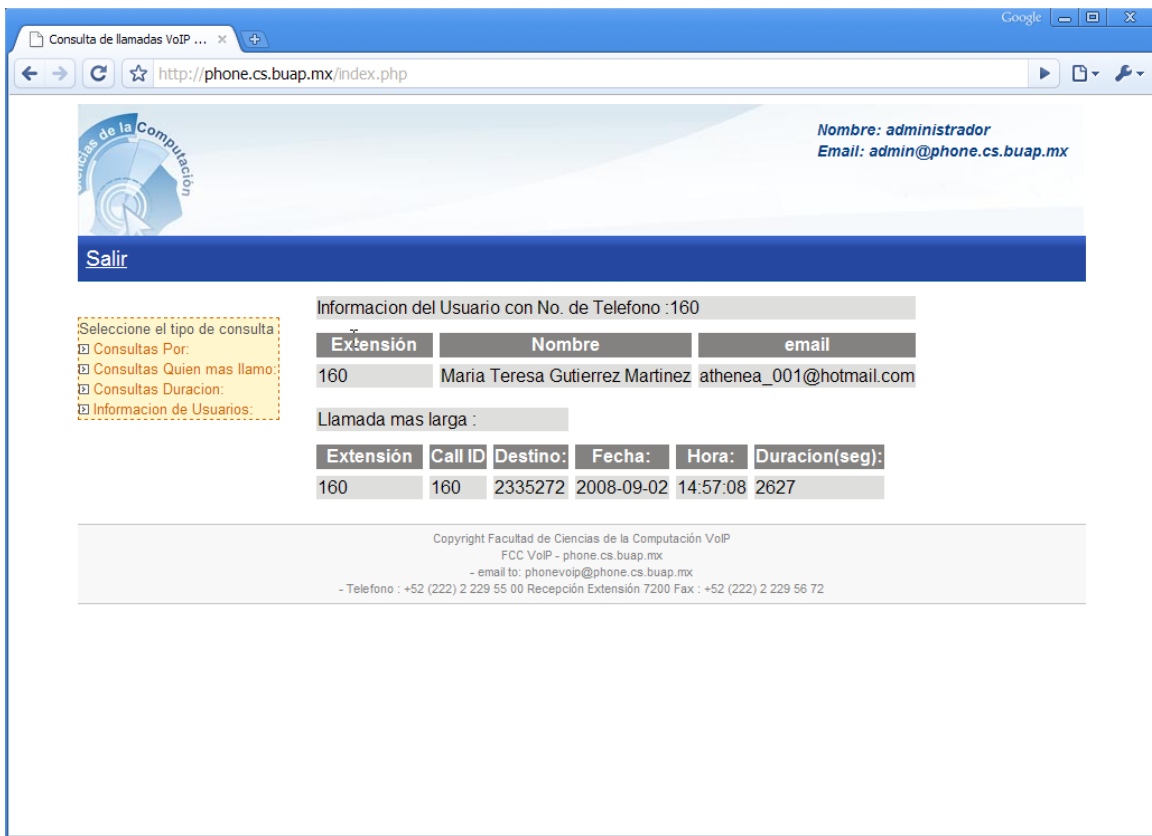 Google
Consulta de llamadas VoIP ...
http://phone.cs.buap.mx/index.php
de la Computación
Nombre: administrador
Email: admin@phone.cs.buap.mx
Salir
Seleccione el tipo de consulta
Consultas Por:
Consultas Quien mas llamo:
Consultas Duracion:
Informacion de Usuarios:
Informacion del Usuario con No. de Telefono :160
Extensión Nombre email
160 Maria Teresa Gutierrez Martinez athenea_001@hotmail.com
Llamada mas larga :
Extensión Call ID Destino: Fecha: Hora: Duracion(seg):
160 160 2335272 2008-09-02 14:57:08 2627
Copyright Facultad de Ciencias de la Computación VoIP
FCC VoIP - phone.cs.buap.mx
- email to: phonevoip@phone.cs.buap.mx
- Telefono : +52 (222) 2 229 55 00 Recepción Extensión 7200 Fax : +52 (222) 2 229 56 72